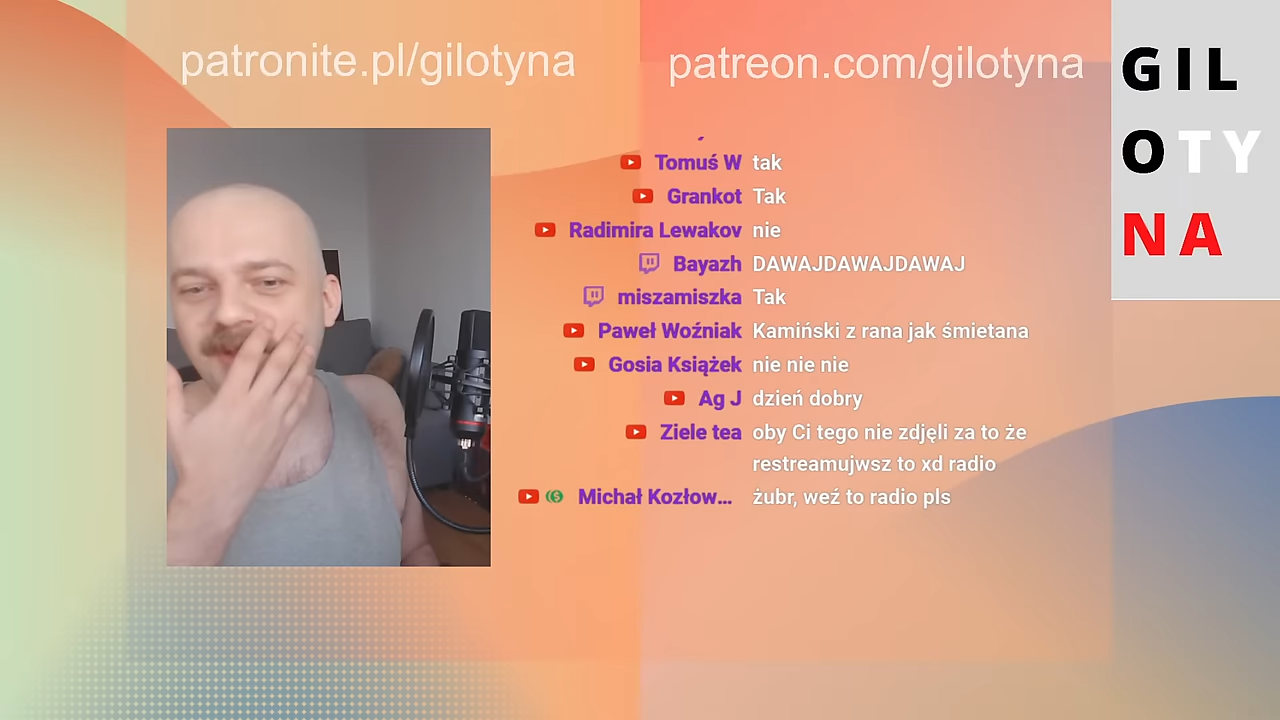 patronite.pl/gilotyna
patreon.com/gilotyna
GIL
OTY
NA
Tomuś W tak
Grankot Tak
Radimira Lewakov nie
Bayazh DAWAJDAWAJDAWAJ
miszamiszka Tak
Paweł Woźniak Kamiński z rana jak śmietana
Gosia Książek nie nie nie
Ag J dzień dobry
Ziele tea oby Ci tego nie zdjęli za to że
restreamujwsz to xd radio
Michał Kozłow... żubr, weź to radio pls